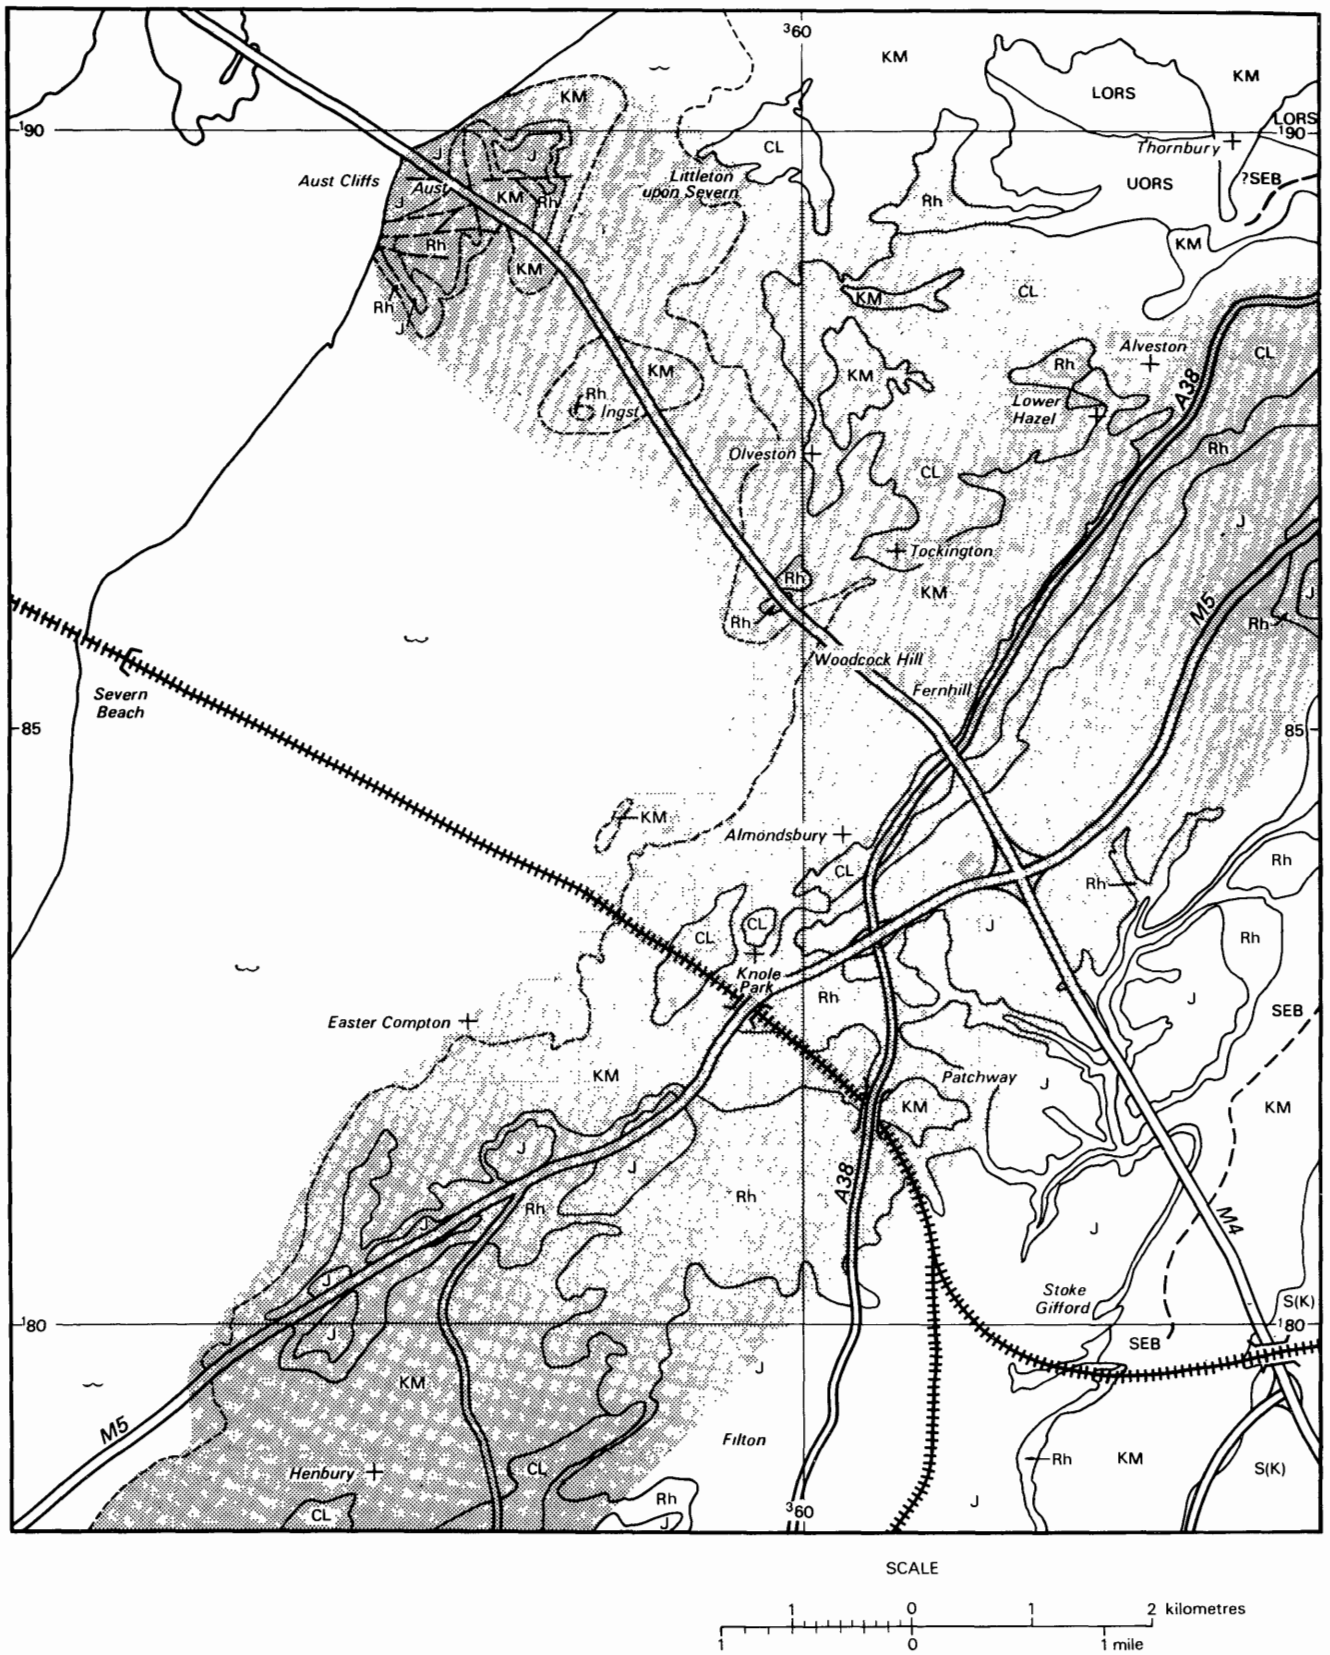 ³60
KM
KM
LORS
KM
LORS
¹90
¹90
CL
Thornbury
J
J
Aust Cliffs
Aust
Littleton
upon Severn
UORS
?SEB
KM
Rh
Rh
J
Rh
KM
KM
Rh
KM
CL
J
Alveston
CL
KM
KM
Rh
A38
Rh
Ingst
Lower
Hazel
Rh
Olveston
CL
J
Tockington
Rh
KM
M5
J
Rh
Rh
Woodcock Hill
Fernhill
Severn
Beach
85
85
KM
Almondsbury
Rh
CL
Rh
CL
CL
J
Rh
Knole
Park
Rh
J
SEB
Easter Compton
KM
Patchway
J
KM
KM
J
J
A38
Rh
Rh
J
J
M4
J
Stoke
Gifford
S(K)
¹80
¹80
J
SEB
J
KM
M5
Filton
Henbury
CL
Rh
KM
S(K)
Rh
J
CL
J
³60
SCALE
1 0 1 2 kilometres
1 0 1 mile